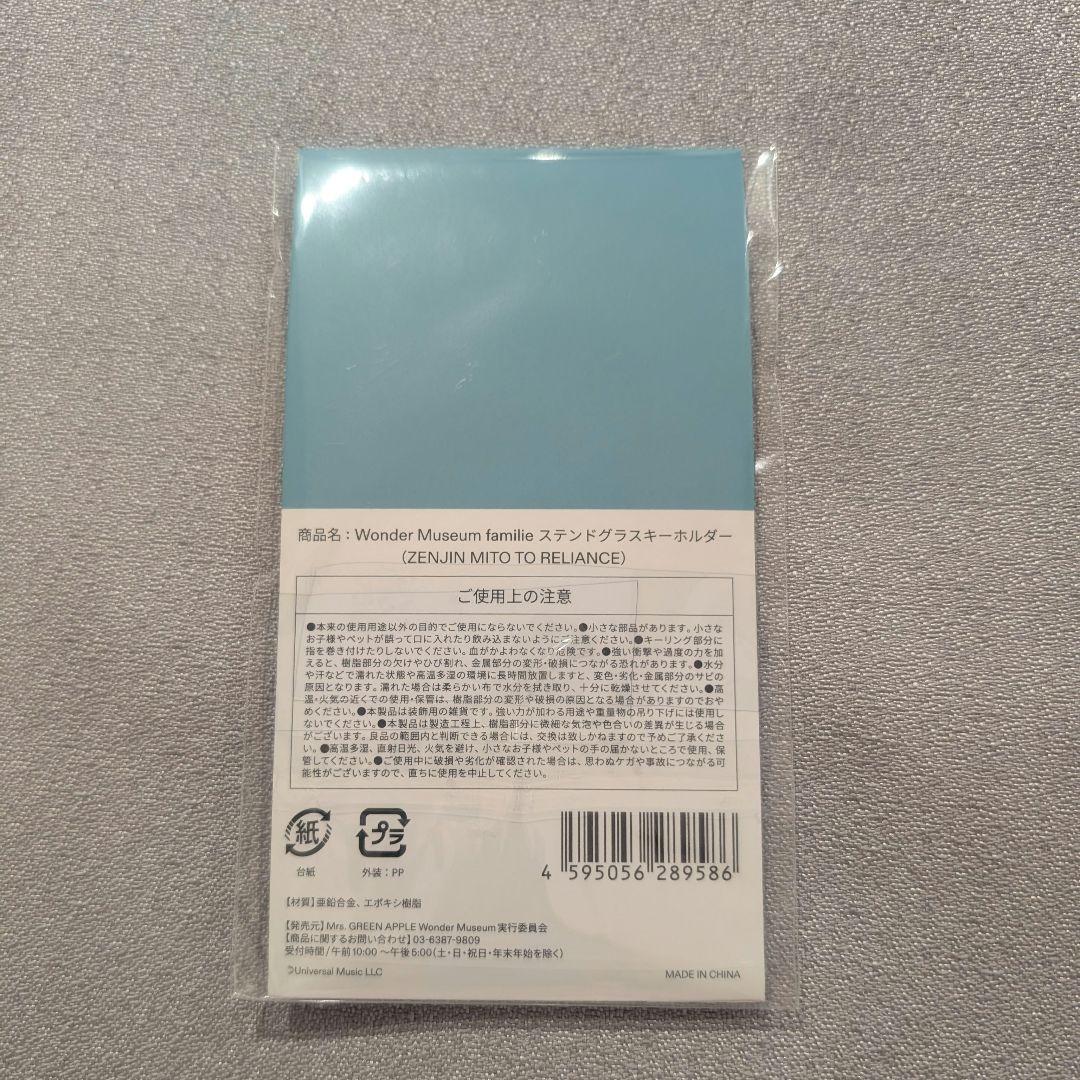 商品名：Wonder Museum familie ステンドグラスキーホルダー
（ZENJIN MITO TO RELIANCE）
ご使用上の注意
●本来の使用用途以外の目的でご使用にならないでください。●小さな部品があります。小さな
お子様やペットが誤って口に入れたり飲み込まないようにご注意ください。●キーリング部分に
指を巻き付けたりしないでください。血がかよわなくなり危険です。●強い衝撃や過度の力を加
えると、樹脂部分の欠けやひび割れ、金属部分の変形・破損につながる恐れがあります。●水分
や汗などで濡れた状態や高温多湿の環境に長時間放置しますと、変色・劣化・金属部分のサビの
原因となります。濡れた場合は柔らかい布で水分を拭き取り、十分に乾燥させてください。●高
温・火気の近くでの使用・保管は、樹脂部分の変形や破損の原因となる場合がありますのでおや
めください。●本製品は装飾用の雑貨です。強い力が加わる用途や重量物の吊り下げには使用し
ないでください。●本製品は製造工程上、樹脂部分に微細な気泡や色合いの差異が生じる場合
がございます。良品の範囲内と判断できる場合には、交換は致しかねますので予めご了承くださ
い。●高温多湿、直射日光、火気を避け、小さなお子様やペットの手の届かないところで使用、保
管してください。●ご使用中に破損や劣化が確認された場合は、思わぬケガや事故につながる可
能性がございますので、直ちに使用を中止してください。
紙
台紙
プラ
外装：PP
4 595056 289586
【材質】亜鉛合金、エポキシ樹脂
【発売元】Mrs. GREEN APPLE Wonder Museum実行委員会
【商品に関するお問い合わせ】03-6387-9809
受付時間/午前10:00 ～午後5:00（土・日・祝日・年末年始を除く）
©Universal Music LLC
MADE IN CHINA